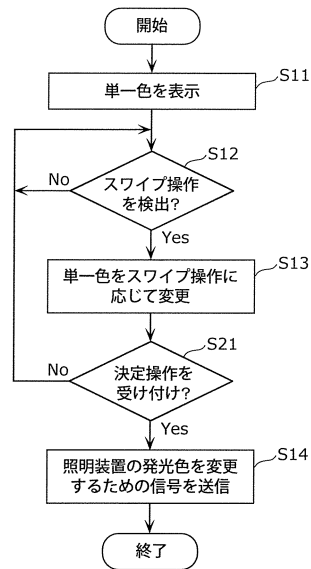 開始
単一色を表示
S11
スワイプ操作
を検出?
S12
No
Yes
単一色をスワイプ操作に
応じて変更
S13
決定操作を
受け付け?
S21
No
Yes
照明装置の発光色を変更
するための信号を送信
S14
終了